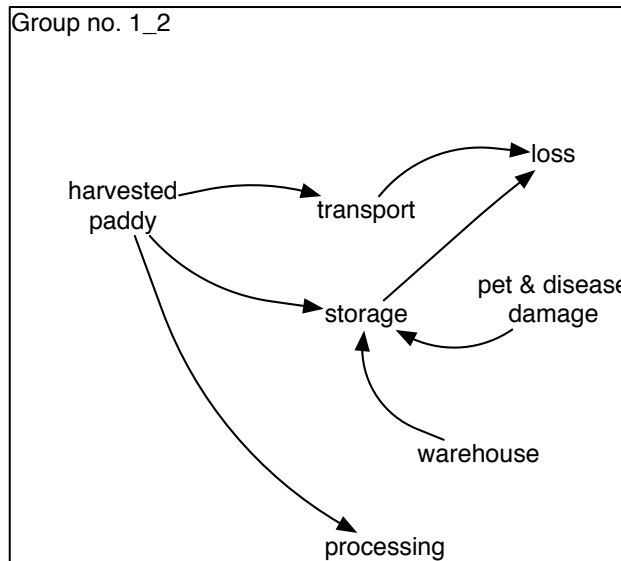 Group no. 1_2
loss
harvested
paddy
transport
pet & disease
damage
storage
warehouse
processing